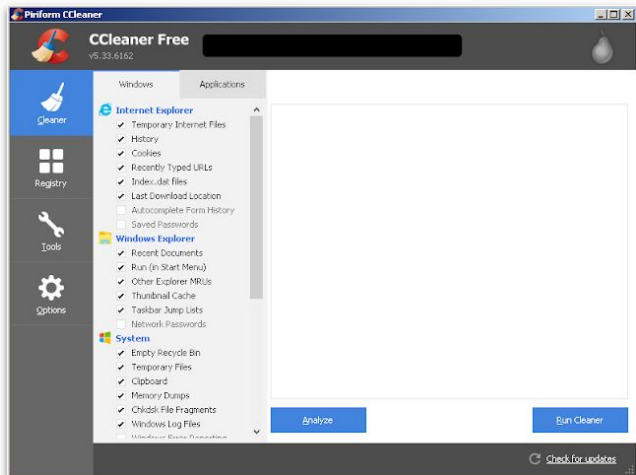 Piriform CCleaner
CCleaner Free
v5.33.6162
Cleaner
Registry
Tools
Options
Windows
Applications
Internet Explorer
Temporary Internet Files
History
Cookies
Recently Typed URLs
Index.dat files
Last Download Location
Autocomplete Form History
Saved Passwords
Windows Explorer
Recent Documents
Run (in Start Menu)
Other Explorer MRUs
Thumbnail Cache
Taskbar Jump Lists
Network Passwords
System
Empty Recycle Bin
Temporary Files
Clipboard
Memory Dumps
Chkdsk File Fragments
Windows Log Files
Windows Error Reporting
Analyze
Run Cleaner
Check for updates